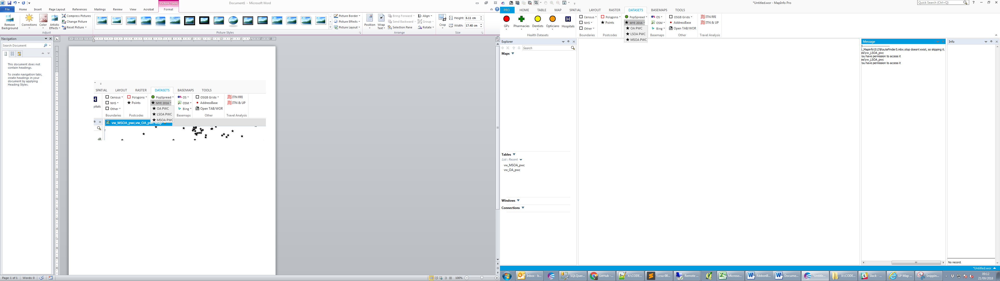 Document1 - Microsoft Word
Picture Tools
File Home Insert Page Layout References Mailings Review View Acrobat Format
Remove Background
Corrections
Color
Artistic Effects
Compress Pictures
Change Picture
Reset Picture
Adjust
Picture Styles
Picture Border
Picture Effects
Picture Layout
Position
Wrap Text
Bring Forward
Send Backward
Selection Pane
Align
Group
Rotate
Arrange
Crop
Height: 6.11 cm
Width: 17.48 cm
Size
Navigation
Search Document
This document does not
contain headings.
To create navigation tabs,
create headings in your
document by applying
Heading Styles.
SPATIAL LAYOUT RASTER DATASETS BASEMAPS TOOLS
pitals
Census
NHS
Other
Boundaries
Polygons
Points
Postcodes
PopSpread
MYE 2016
OA PWC
LSOA PWC
MSOA PWC
OS
OSM
Bing
Basemaps
OSGB Grids
AddressBase
Open TAB/WOR
Other
ITN RRI
ITN & UP
Travel Analysis
vw_MSOA_pwc,vw_OA_pwc Map
Page: 1 of 1 Words: 0
100%
*Untitled.wor - MapInfo Pro
Quick Search (Ctrl+Q)
PRO HOME TABLE MAP SPATIAL LAYOUT RASTER DATASETS BASEMAPS TOOLS
GPs
Pharmacies
Dentists
Opticians
Hospitals
Health Datasets
Census
NHS
Other
Boundaries
Polygons
Points
Postcodes
PopSpread
MYE 2016
OA PWC
LSOA PWC
MSOA PWC
OS
OSM
Bing
Basemaps
OSGB Grids
AddressBase
Open TAB/WOR
Other
ITN RRI
ITN & UP
Travel Analysis
Explorer
Search
Maps
Tables
List : Recent
vw_MSOA_pwc
vw_OA_pwc
Windows
Connections
Message
d--------------------------
_Mapinfo\513\RouteFinder5.mbx.stop doesnt exist, so skipping it.
es\vw_LSOA_pwc
you have permission to access it
es\vw_LSOA_pwc
you have permission to access it
Info
No record.
*Untitled.wor
Inbox - b...
SQLQuer...
GitHub -...
X:\CODE...
\\csu-00...
Remote ...
Microso...
RibbonB...
Docume...
*Untitle...
X:\CODE...
Slack - ...
GP Map ...
Snippin...
09:12
21/09/2018